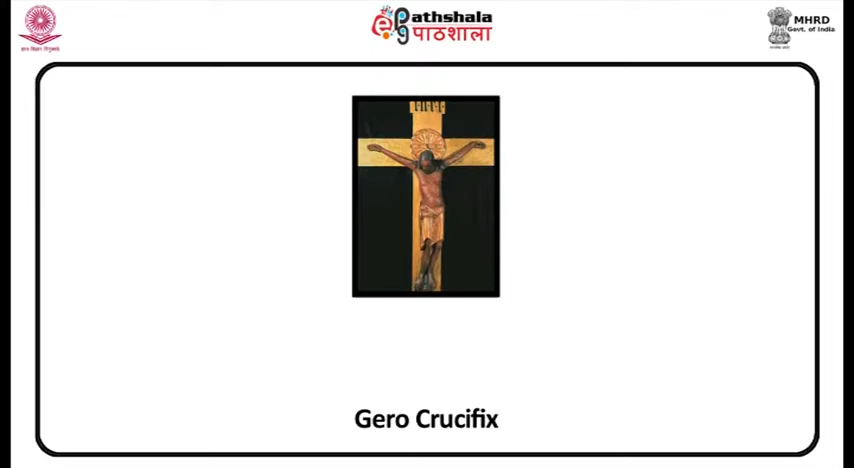 ePathshala
पाठशाला
MHRD
Govt. of India
Gero Crucifix